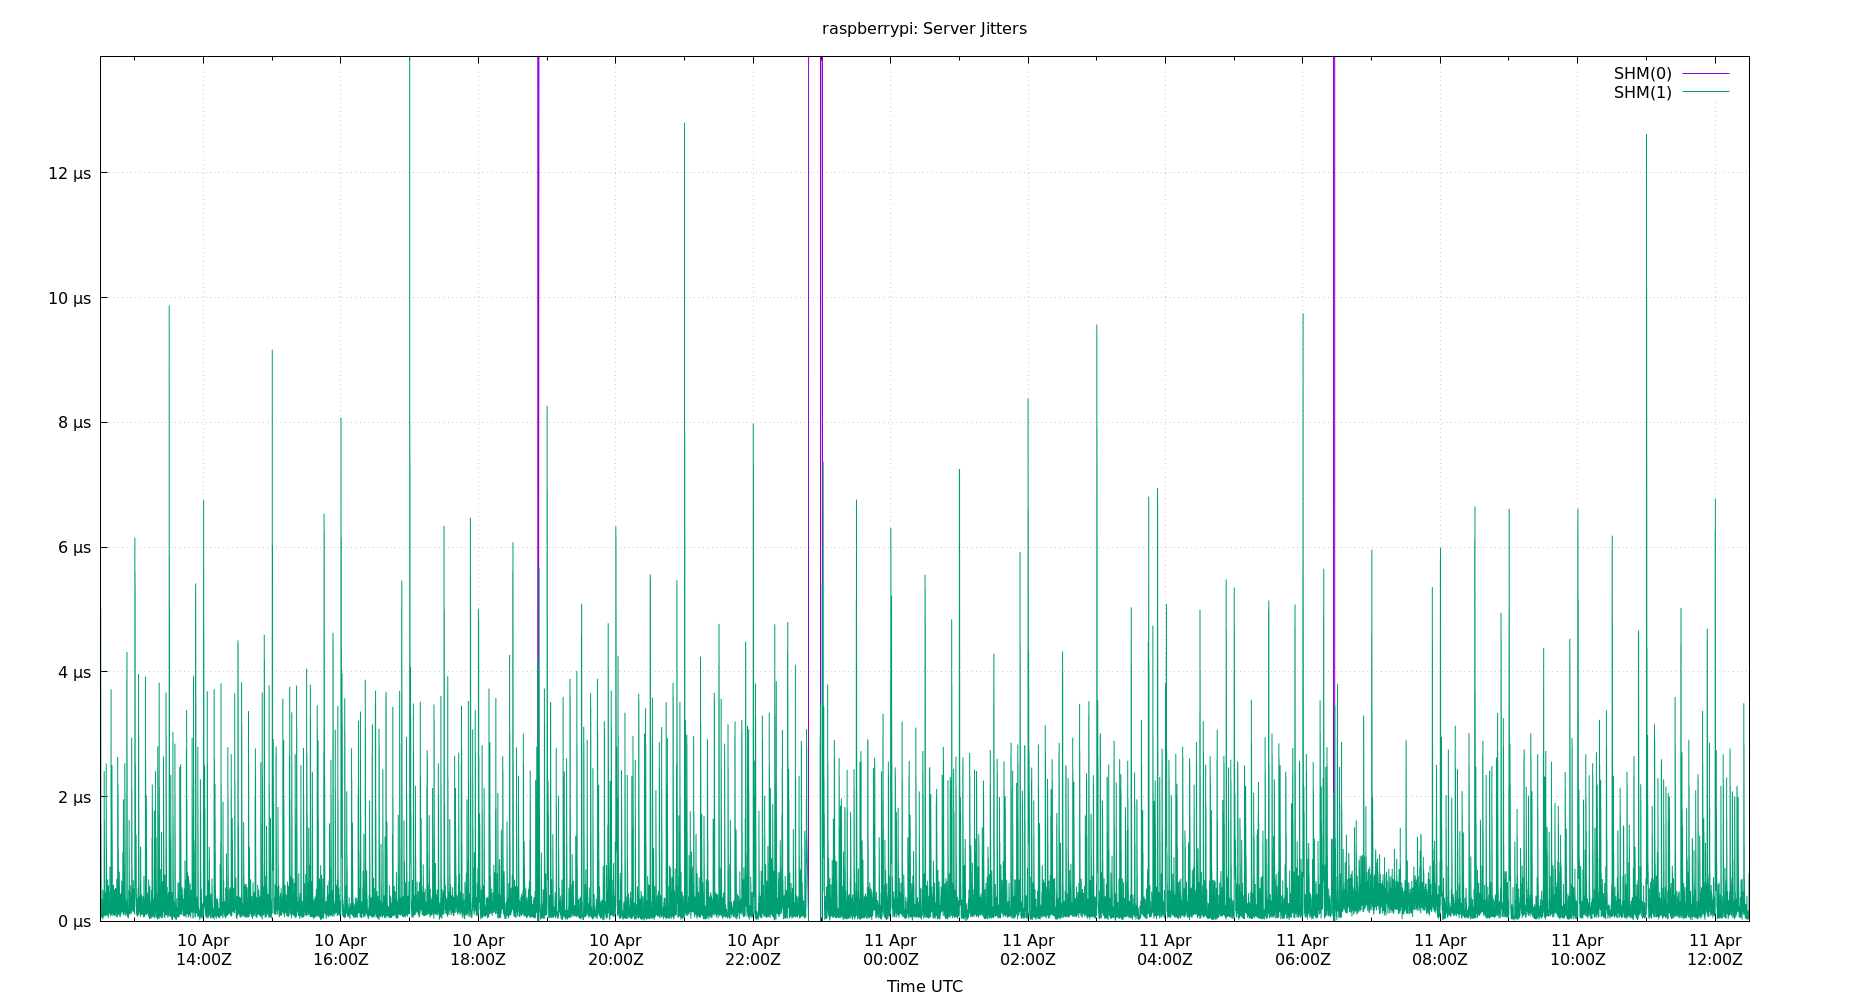 raspberrypi: Server Jitters
SHM(0)
SHM(1)
12 µs
10 µs
8 µs
6 µs
4 µs
2 µs
0 µs
10 Apr 10 Apr 10 Apr 10 Apr 10 Apr 11 Apr 11 Apr 11 Apr 11 Apr 11 Apr 11 Apr 11 Apr
14:00Z 16:00Z 18:00Z 20:00Z 22:00Z 00:00Z 02:00Z 04:00Z 06:00Z 08:00Z 10:00Z 12:00Z
Time UTC